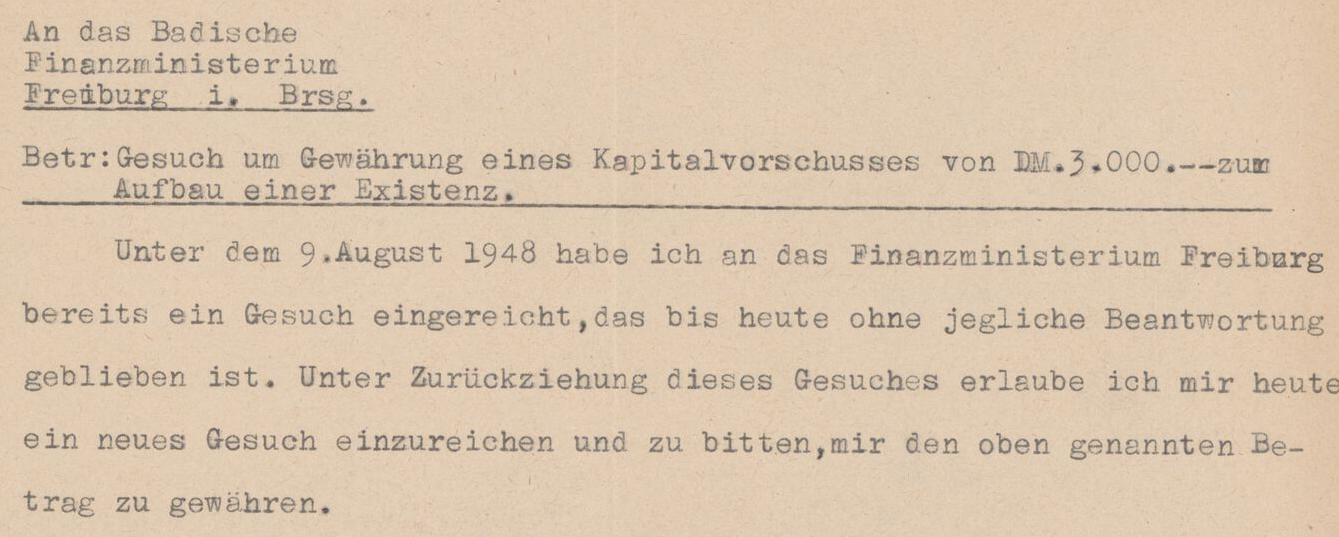 An das Badische
Finanzministerium
Freiburg i. Brsg.
Betr:Gesuch um Gewährung eines Kapitalvorschusses von DM.3.000.--zum
Aufbau einer Existenz.
Unter dem 9.August 1948 habe ich an das Finanzministerium Freiburg
bereits ein Gesuch eingereicht,das bis heute ohne jegliche Beantwortung
geblieben ist. Unter Zurückziehung dieses Gesuches erlaube ich mir heute
ein neues Gesuch einzureichen und zu bitten,mir den oben genannten Be-
trag zu gewähren.